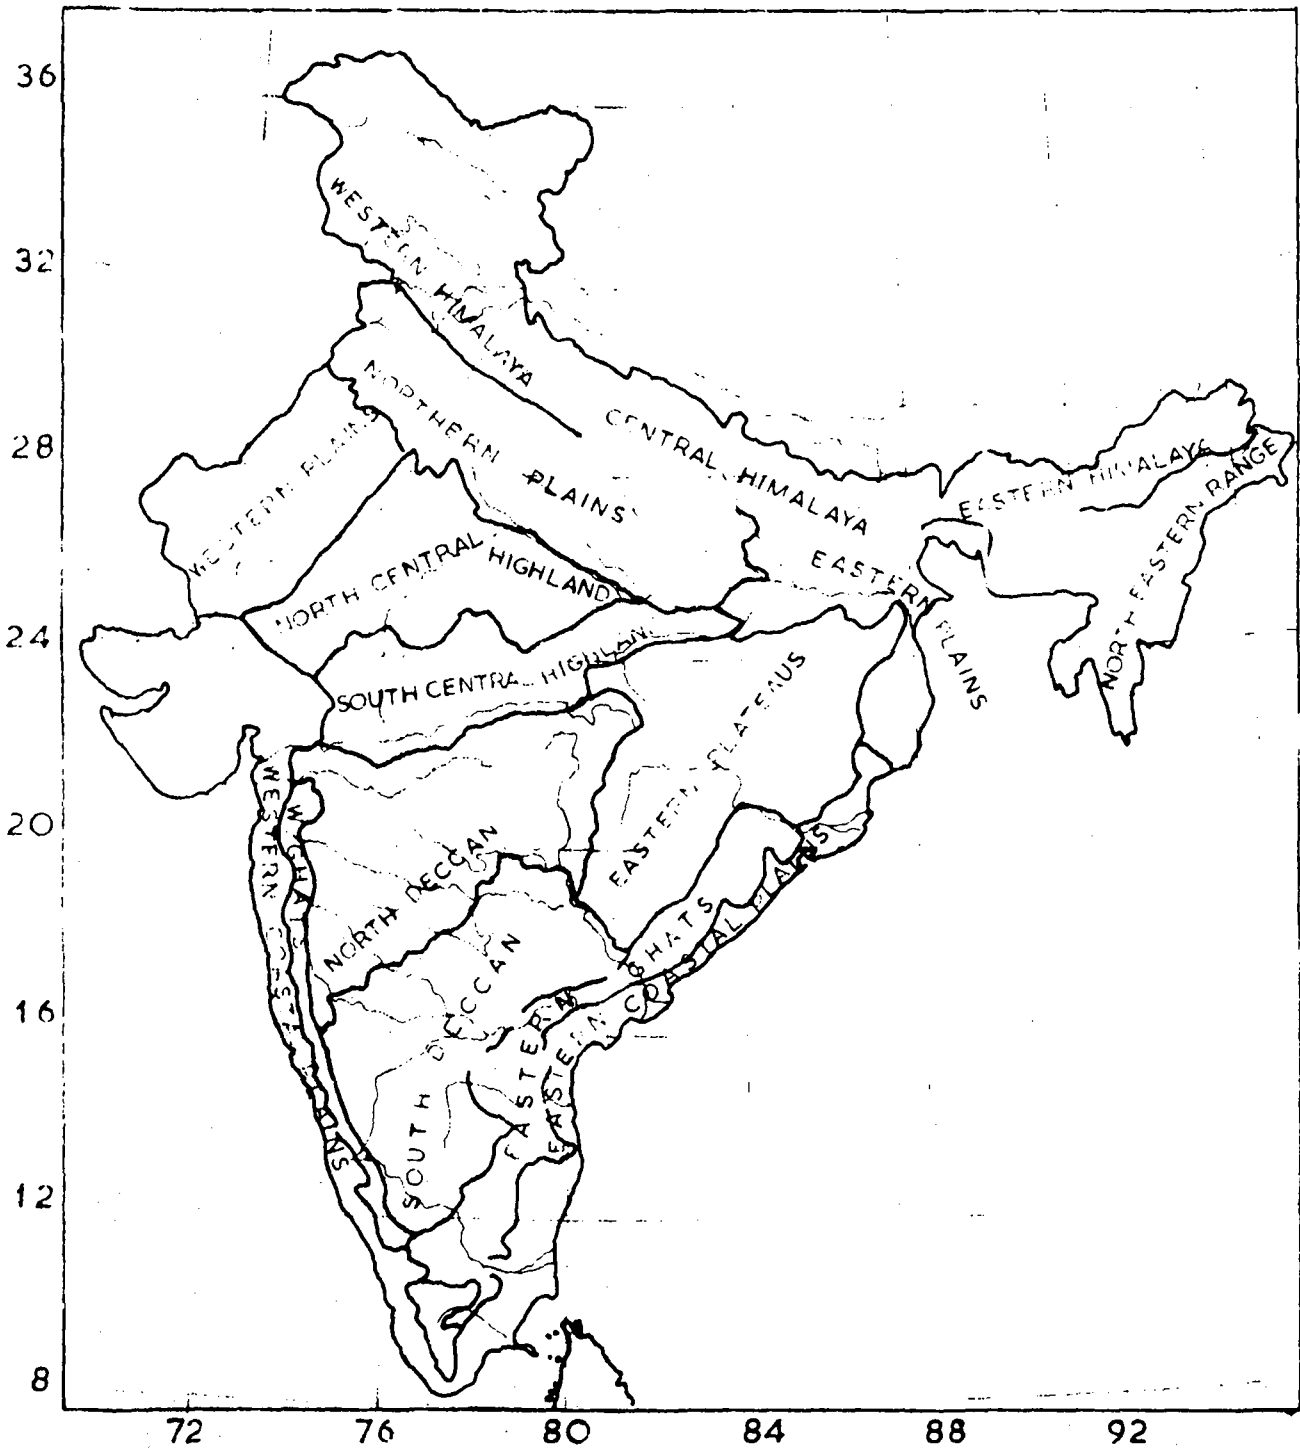 36
32
28
24
20
16
12
8
WESTERN HIMALAYA
NORTHERN PLAINS
WESTERN PLAINS
CENTRAL HIMALAYA
EASTERN HIMALAYA
NORTH EASTERN RANGE
NORTH CENTRAL HIGHLAND
EASTERN PLAINS
SOUTH CENTRAL HIGHLAN
EASTERN PLATEAUS
WESTERN COASTAL PLAINS
W GHATS
NORTH DECCAN
SOUTH DECCAN
EASTERN GHATS
EASTERN COASTAL PLAINS
72 76 80 84 88 92